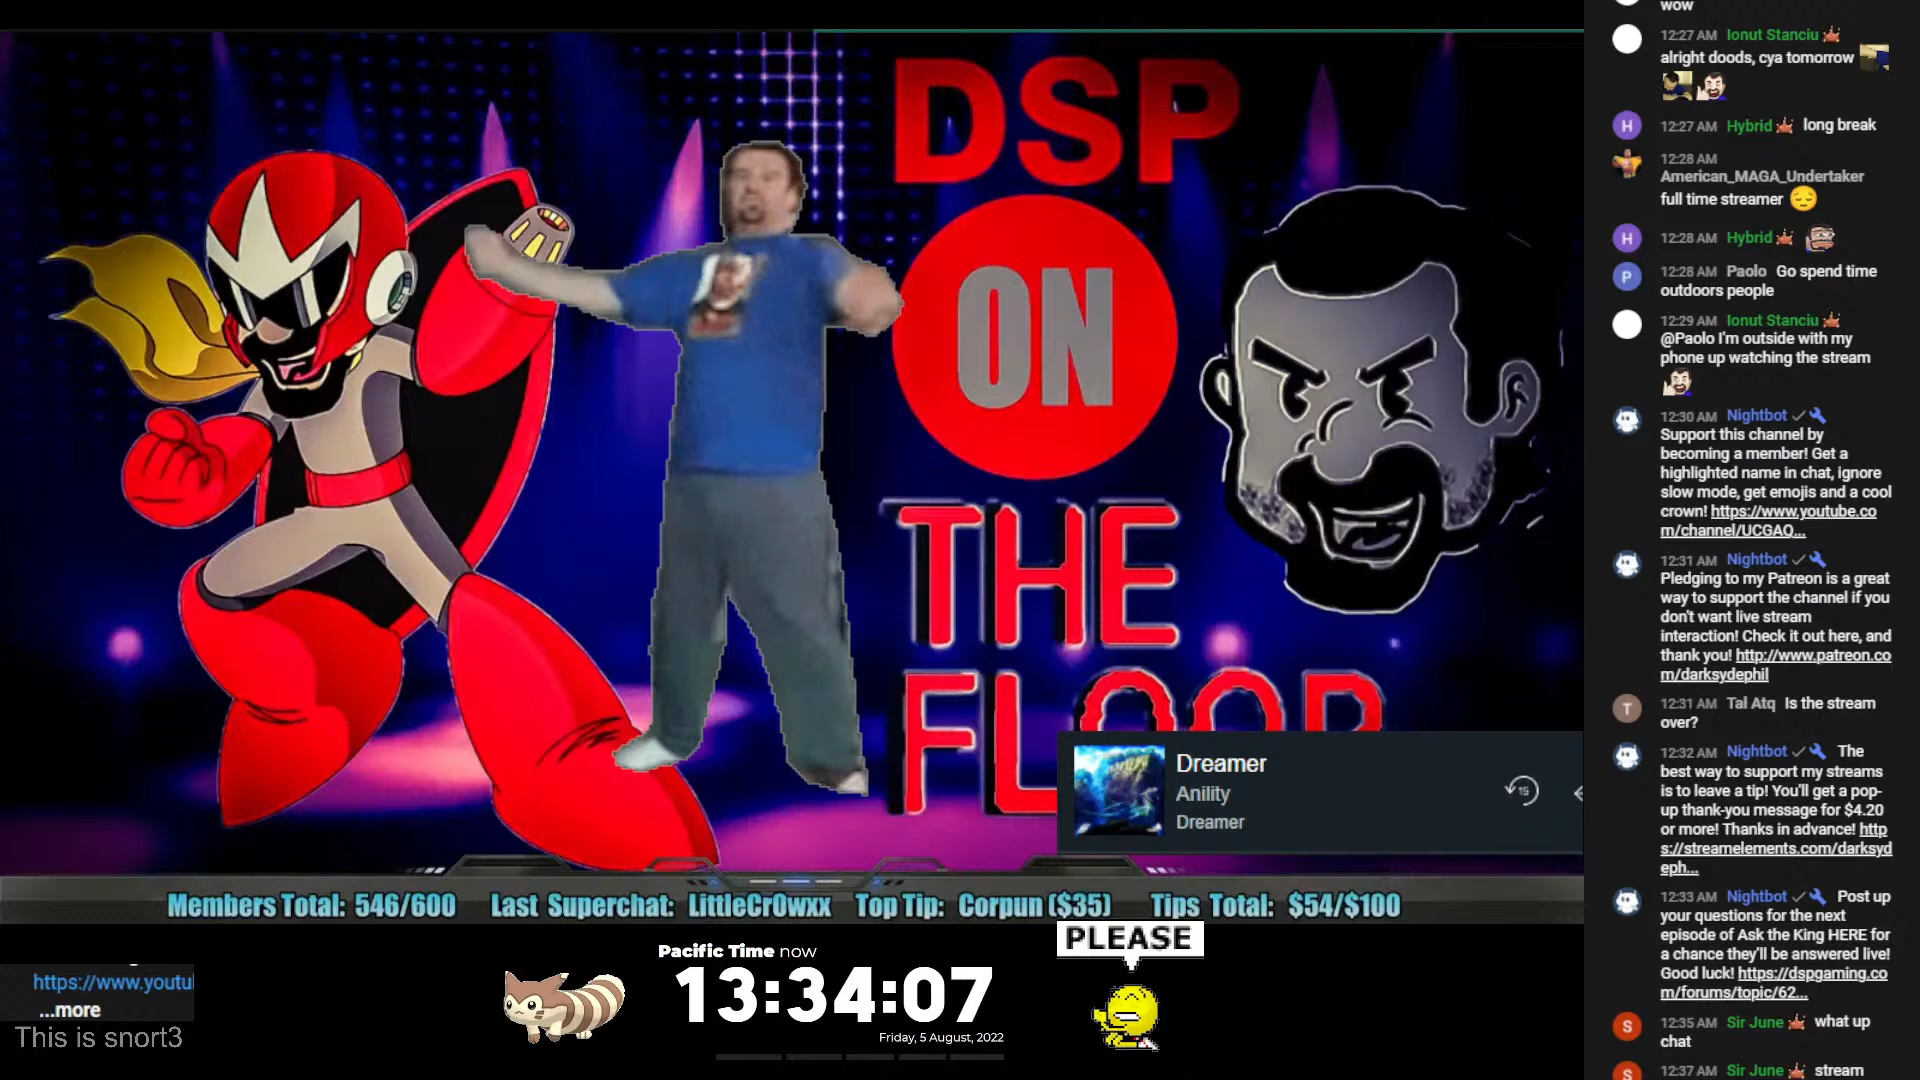 DSP
ON
THE
FLOOR
Dreamer
Anility
Dreamer
15
Members Total: 546/600 Last Superchat: LittleCr0wxx Top Tip: Corpun ($35) Tips Total: $54/$100
PLEASE
Pacific Time now
13:34:07
Friday, 5 August, 2022
https://www.youtu
...more
This is snort3
wow
12:27 AM Ionut Stanciu
alright doods, cya tomorrow
H 12:27 AM Hybrid long break
12:28 AM
American_MAGA_Undertaker
full time streamer 😔
H 12:28 AM Hybrid
P 12:28 AM Paolo Go spend time
outdoors people
12:29 AM Ionut Stanciu
@Paolo I'm outside with my
phone up watching the stream
12:30 AM Nightbot
Support this channel by
becoming a member! Get a
highlighted name in chat, ignore
slow mode, get emojis and a cool
crown! https://www.youtube.co
m/channel/UCGAQ...
12:31 AM Nightbot
Pledging to my Patreon is a great
way to support the channel if you
don't want live stream
interaction! Check it out here, and
thank you! http://www.patreon.co
m/darksydephil
T 12:31 AM Tal Atq Is the stream
over?
12:32 AM Nightbot The
best way to support my streams
is to leave a tip! You'll get a pop-
up thank-you message for $4.20
or more! Thanks in advance! http
s://streamelements.com/darksyd
eph...
12:33 AM Nightbot Post up
your questions for the next
episode of Ask the King HERE for
a chance they'll be answered live!
Good luck! https://dspgaming.co
m/forums/topic/62...
S 12:35 AM Sir June what up
chat
S 12:37 AM Sir June stream